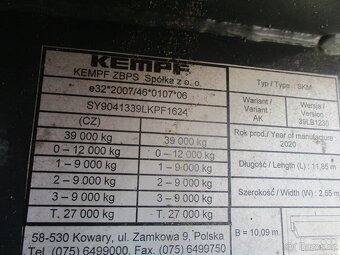 KEMPF
KEMPF ZBPS Spółka z o. o.
e32*2007/46*0107*06
SY9041339LKPF1624
(CZ)
39 000 kg 39 000 kg
0 – 12 000 kg 0 – 12 000 kg
1 – 9 000 kg 1 – 9 000 kg
2 – 9 000 kg 2 – 9 000 kg
3 – 9 000 kg 3 – 9 000 kg
T. 27 000 kg T. 27 000 kg
58-530 Kowary, ul. Zamkowa 9, Polska
Tel. (075) 6499000, Fax. (075) 6499750
Typ / Type : SKM
Wariant / Variant : AK
Wersja / Version : 39LB1230
Rok prod./ Year of manufacture
2020
Długość / Length (L) : 11,85 m
Szerokość / Width (W) : 2,55 m
B = 10,09 m